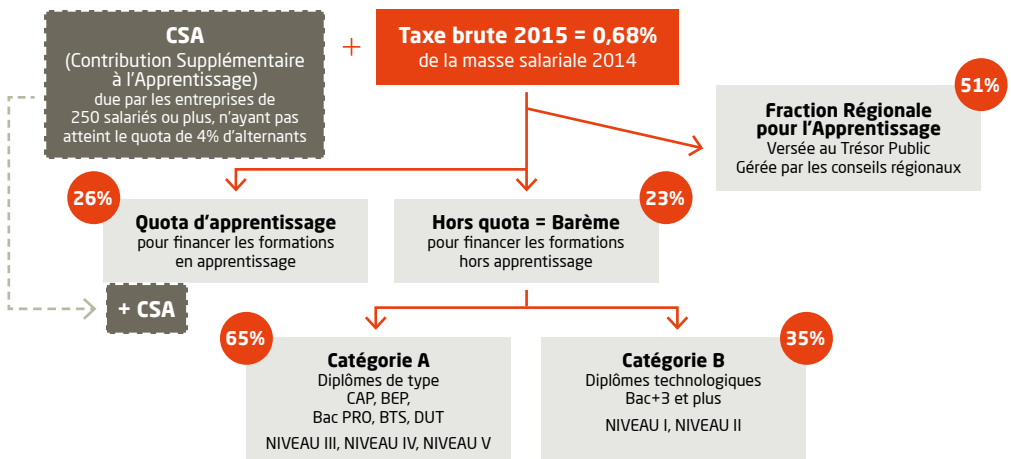 CSA
(Contribution Supplémentaire
à l'Apprentissage)
due par les entreprises de
250 salariés ou plus, n'ayant pas
atteint le quota de 4% d'alternants
+
Taxe brute 2015 = 0,68%
de la masse salariale 2014
51%
Fraction Régionale
pour l'Apprentissage
Versée au Trésor Public
Gérée par les conseils régionaux
26%
Quota d'apprentissage
pour financer les formations
en apprentissage
23%
Hors quota = Barème
pour financer les formations
hors apprentissage
+ CSA
65%
Catégorie A
Diplômes de type
CAP, BEP,
Bac PRO, BTS, DUT
NIVEAU III, NIVEAU IV, NIVEAU V
35%
Catégorie B
Diplômes technologiques
Bac+3 et plus
NIVEAU I, NIVEAU II